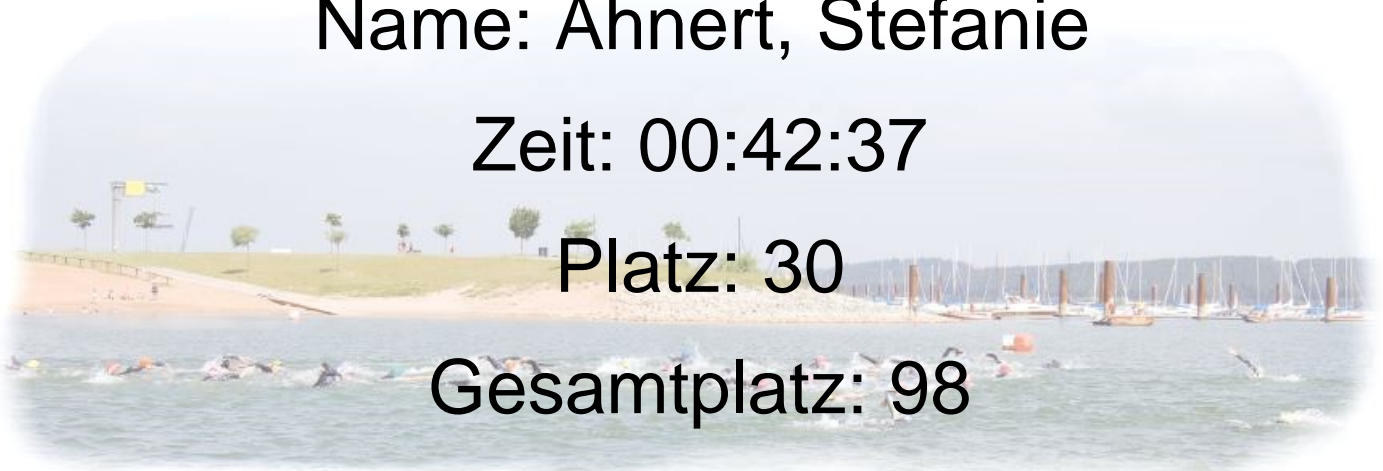 Name: Ahnert, Stefanie
Zeit: 00:42:37
Platz: 30
Gesamtplatz: 98